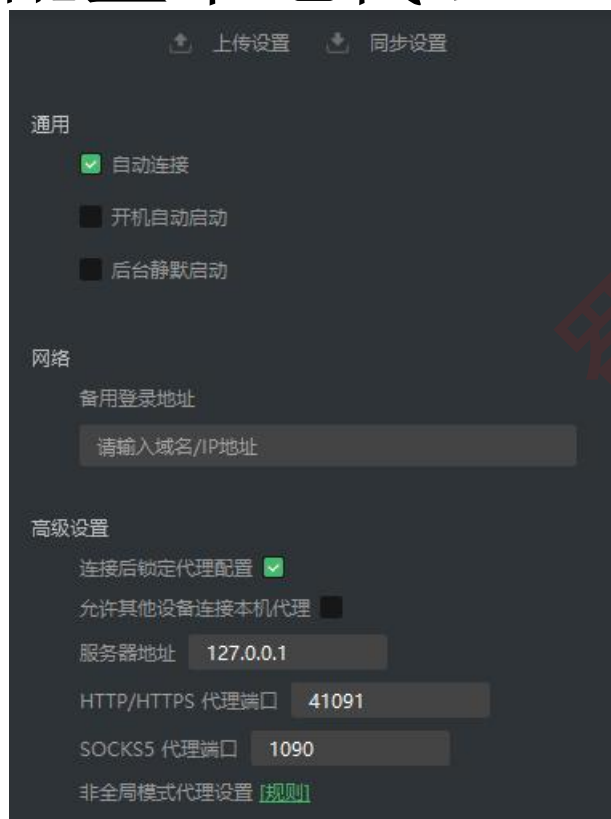 上传设置 同步设置
通用
自动连接
开机自动启动
后台静默启动
网络
备用登录地址
请输入域名/IP地址
高级设置
连接后锁定代理配置
允许其他设备连接本机代理
服务器地址 127.0.0.1
HTTP/HTTPS 代理端口 41091
SOCKS5 代理端口 1090
非全局模式代理设置 [规则]